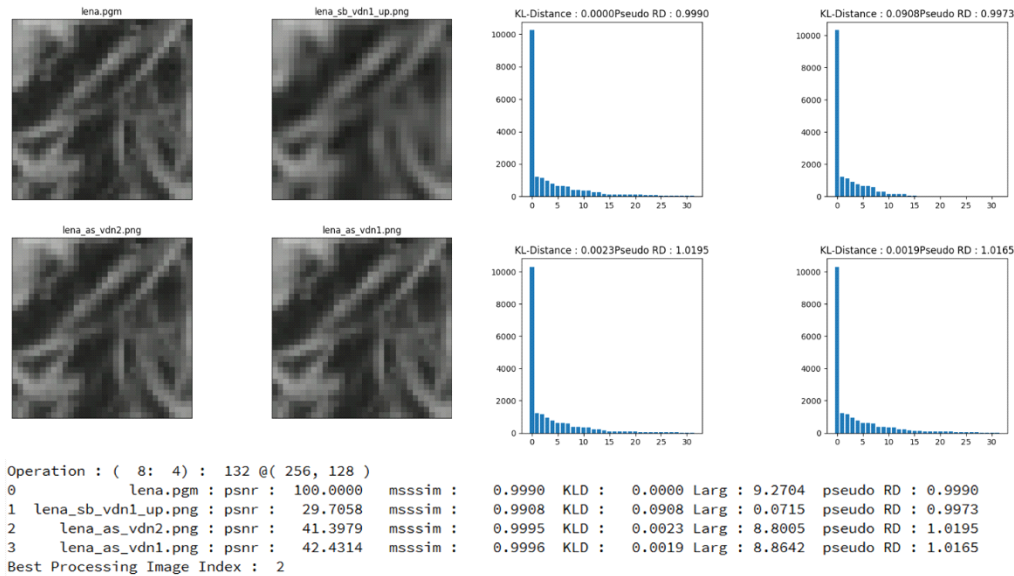 lena.pgm
lena_sb_vdn1_up.png
KL-Distance : 0.0000Pseudo RD : 0.9990
KL-Distance : 0.0908Pseudo RD : 0.9973
10000
8000
6000
4000
2000
0
0 5 10 15 20 25 30
10000
8000
6000
4000
2000
0
0 5 10 15 20 25 30
lena_as_vdn2.png
lena_as_vdn1.png
KL-Distance : 0.0023Pseudo RD : 1.0195
KL-Distance : 0.0019Pseudo RD : 1.0165
10000
8000
6000
4000
2000
0
0 5 10 15 20 25 30
10000
8000
6000
4000
2000
0
0 5 10 15 20 25 30
Operation : ( 8: 4) : 132 @( 256, 128 )
0 lena.pgm : psnr : 100.0000 msssim : 0.9990 KLD : 0.0000 Larg : 9.2704 pseudo RD : 0.9990
1 lena_sb_vdn1_up.png : psnr : 29.7058 msssim : 0.9908 KLD : 0.0908 Larg : 0.0715 pseudo RD : 0.9973
2 lena_as_vdn2.png : psnr : 41.3979 msssim : 0.9995 KLD : 0.0023 Larg : 8.8005 pseudo RD : 1.0195
3 lena_as_vdn1.png : psnr : 42.4314 msssim : 0.9996 KLD : 0.0019 Larg : 8.8642 pseudo RD : 1.0165
Best Processing Image Index : 2